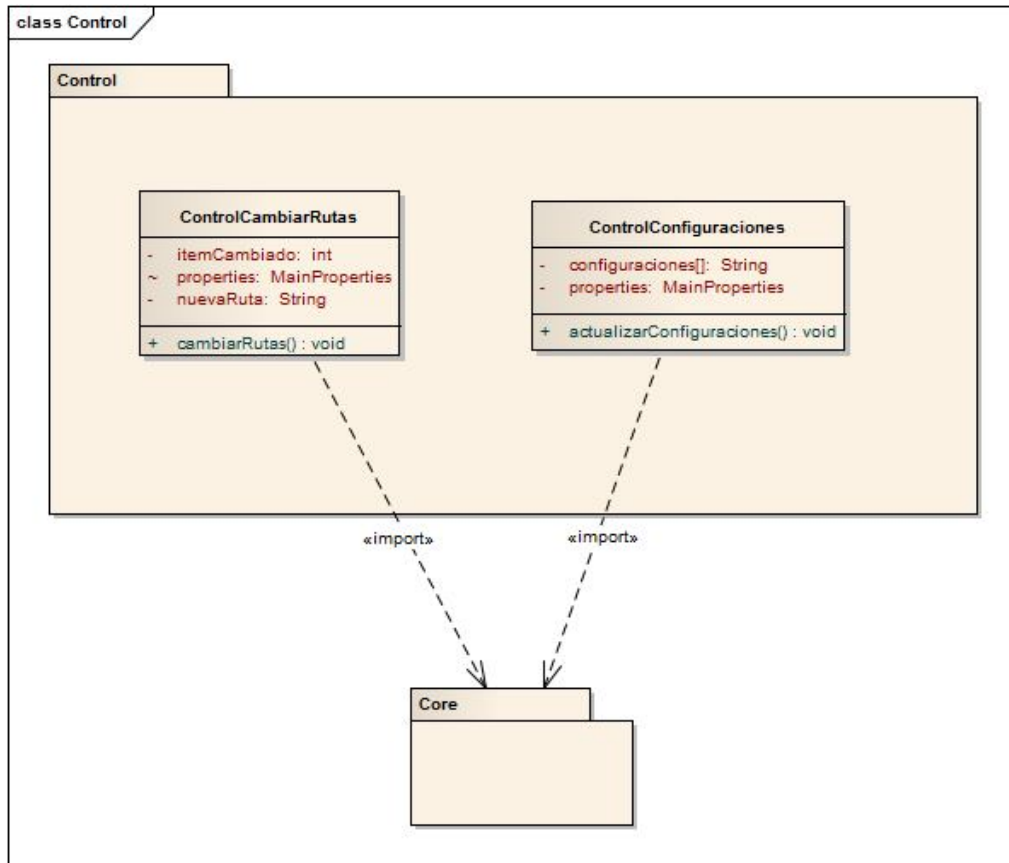 class Control
Control
ControlCambiarRutas
- itemCambiado: int
~ properties: MainProperties
- nuevaRuta: String
+ cambiarRutas() : void
ControlConfiguraciones
- configuraciones[]: String
- properties: MainProperties
+ actualizarConfiguraciones() : void
«import»
«import»
Core